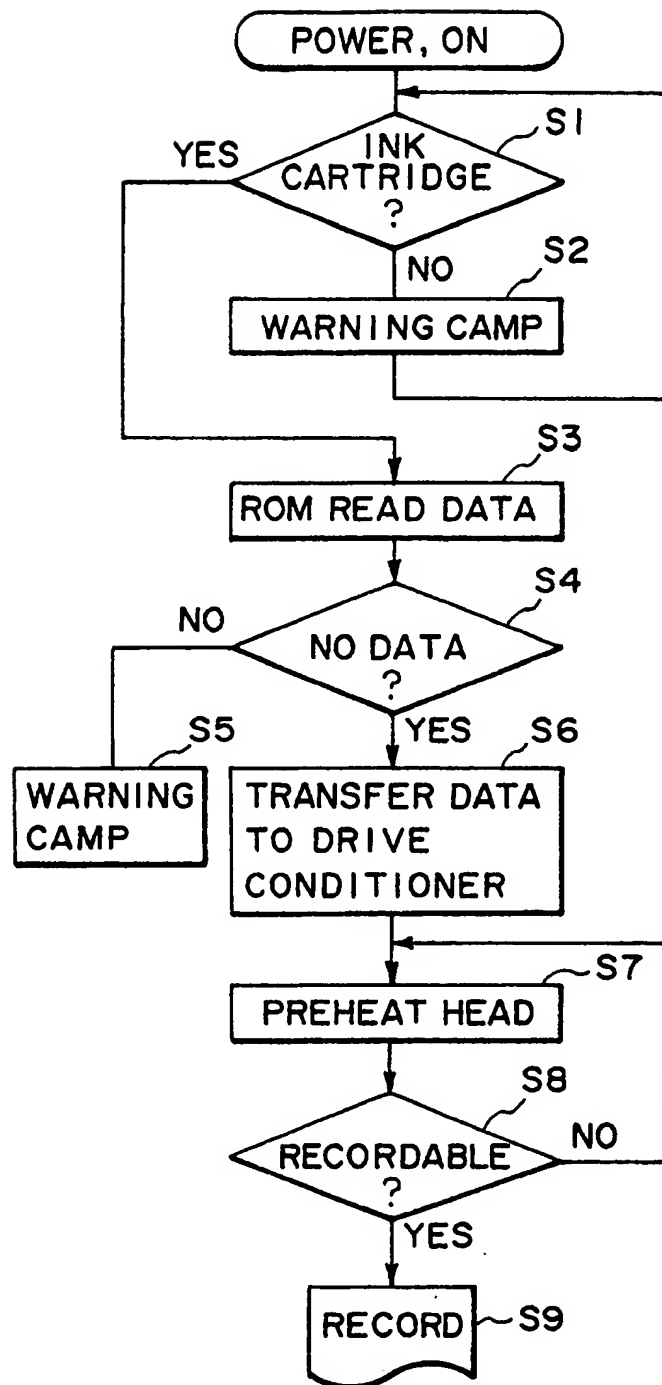 POWER, ON
S1
YES
INK
CARTRIDGE
?
NO
S2
WARNING CAMP
S3
ROM READ DATA
S4
NO
NO DATA
?
YES
S5
S6
WARNING
CAMP
TRANSFER DATA
TO DRIVE
CONDITIONER
S7
PREHEAT HEAD
S8
RECORDABLE
NO
?
YES
RECORD
S9